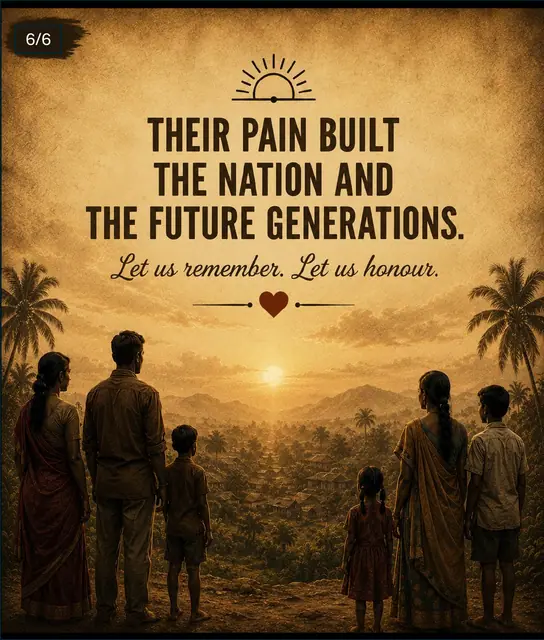 6/6
THEIR PAIN BUILT
THE NATION AND
THE FUTURE GENERATIONS.
Let us remember. Let us honour.